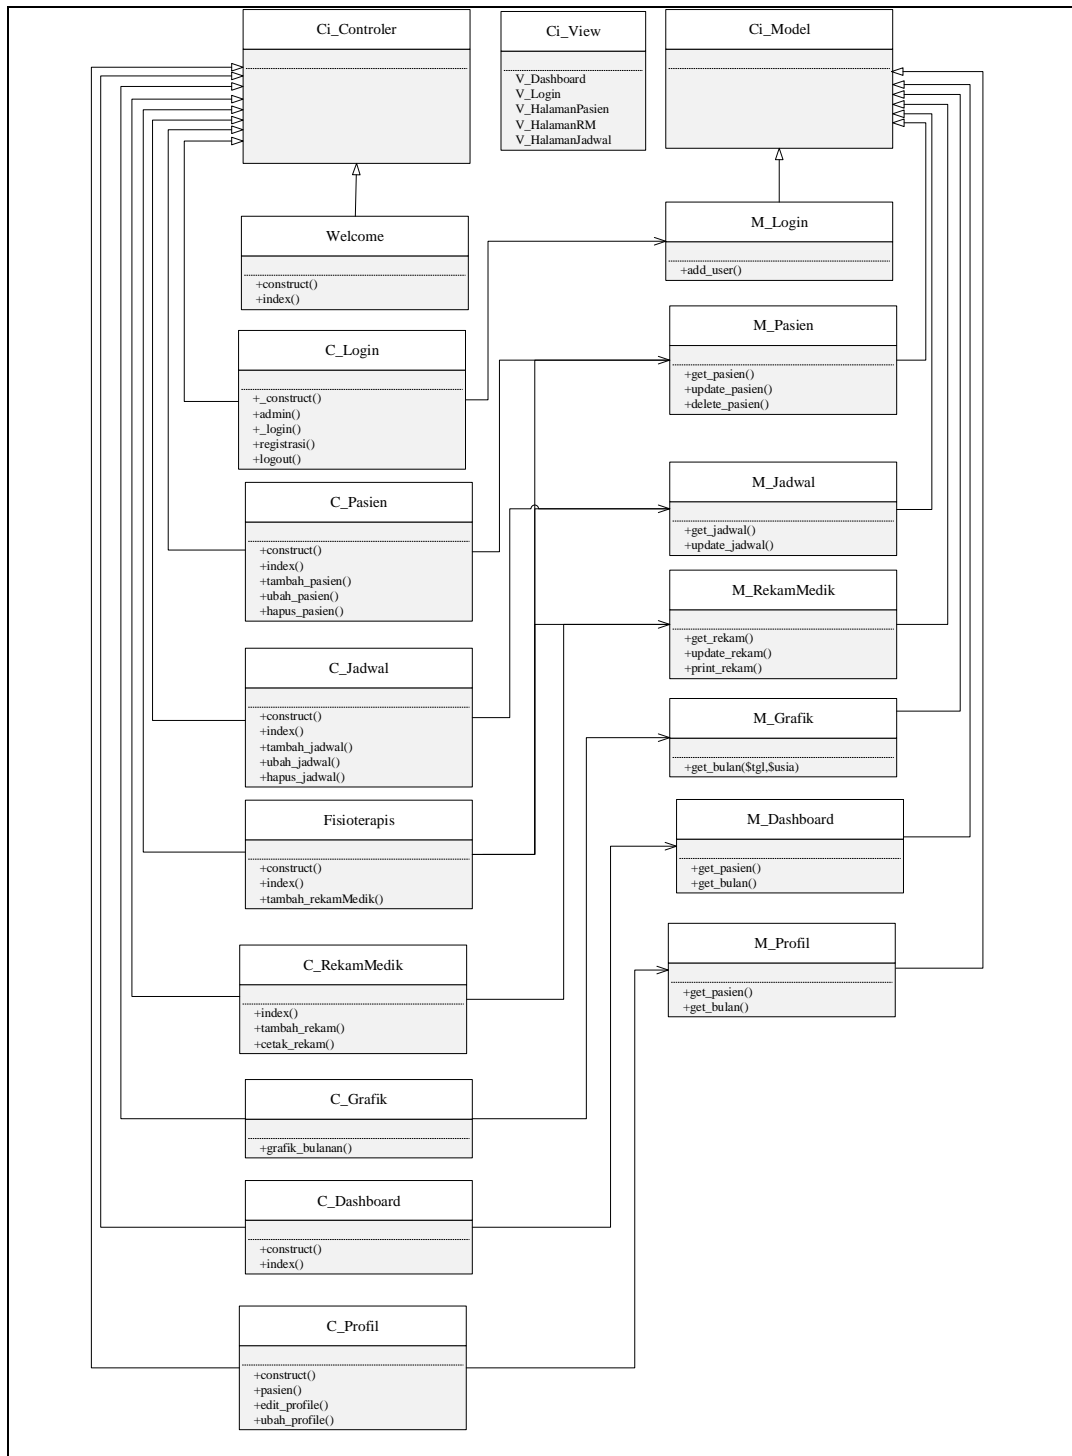 Ci_Controler
Ci_View
V_Dashboard
V_Login
V_HalamanPasien
V_HalamanRM
V_HalamanJadwal
Ci_Model
Welcome
+construct()
+index()
M_Login
+add_user()
C_Login
+_construct()
+admin()
+_login()
+registrasi()
+logout()
M_Pasien
+get_pasien()
+update_pasien()
+delete_pasien()
C_Pasien
+construct()
+index()
+tambah_pasien()
+ubah_pasien()
+hapus_pasien()
M_Jadwal
+get_jadwal()
+update_jadwal()
M_RekamMedik
+get_rekam()
+update_rekam()
+print_rekam()
C_Jadwal
+construct()
+index()
+tambah_jadwal()
+ubah_jadwal()
+hapus_jadwal()
M_Grafik
+get_bulan($tgl,$usia)
Fisioterapis
+construct()
+index()
+tambah_rekamMedik()
M_Dashboard
+get_pasien()
+get_bulan()
C_RekamMedik
+index()
+tambah_rekam()
+cetak_rekam()
M_Profil
+get_pasien()
+get_bulan()
C_Grafik
+grafik_bulanan()
C_Dashboard
+construct()
+index()
C_Profil
+construct()
+pasien()
+edit_profile()
+ubah_profile()